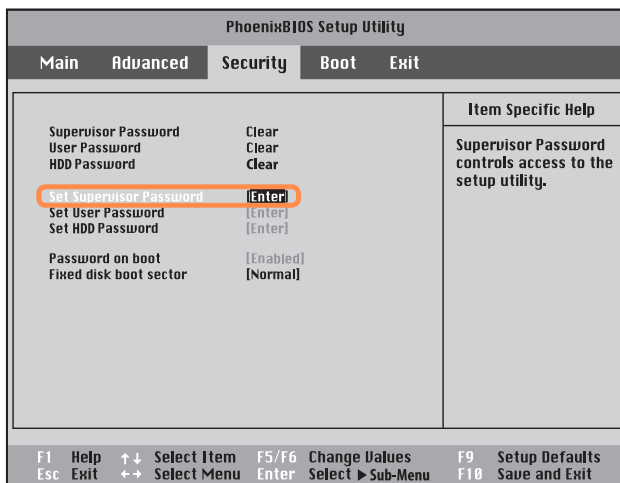 PhoenixBIOS Setup Utility
Main Advanced Security Boot Exit
Item Specific Help
Supervisor Password Clear
User Password Clear
HDD Password Clear
Set Supervisor Password [Enter]
Set User Password [Enter]
Set HDD Password [Enter]
Password on boot [Enabled]
Fixed disk boot sector [Normal]
Supervisor Password
controls access to the
setup utility.
F1 Help ↑↓ Select Item F5/F6 Change Values F9 Setup Defaults
Esc Exit ←→ Select Menu Enter Select ▶ Sub-Menu F10 Save and Exit